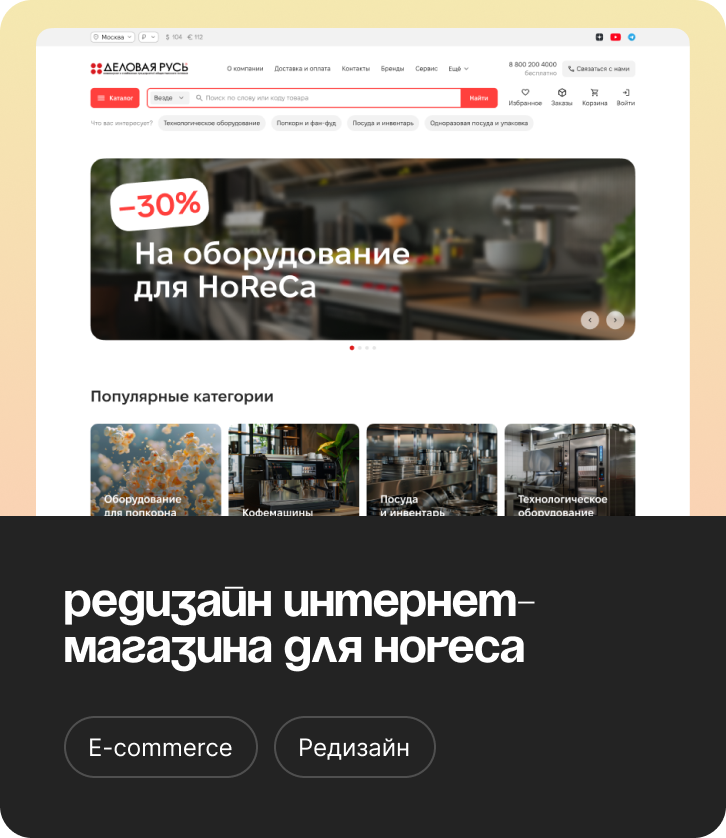 Москва
₽
$ 104 € 112
ДЕЛОВАЯ РУСЬ
О компании Доставка и оплата Контакты Бренды Сервис Ещё
8 800 200 4000
бесплатно
Связаться с нами
Каталог
Везде
Поиск по слову или коду товара
Найти
Избранное Заказы Корзина Войти
Что вас интересует? Технологическое оборудование Попкорн и фан-фуд Посуда и инвентарь Одноразовая посуда и упаковка
–30%
На оборудование
для HoReCa
Популярные категории
Оборудование
для попкорна
Кофемашины
Посуда
и инвентарь
Технологическое
оборудование
редизайн интернет-
магазина для horeca
E-commerce
Редизайн